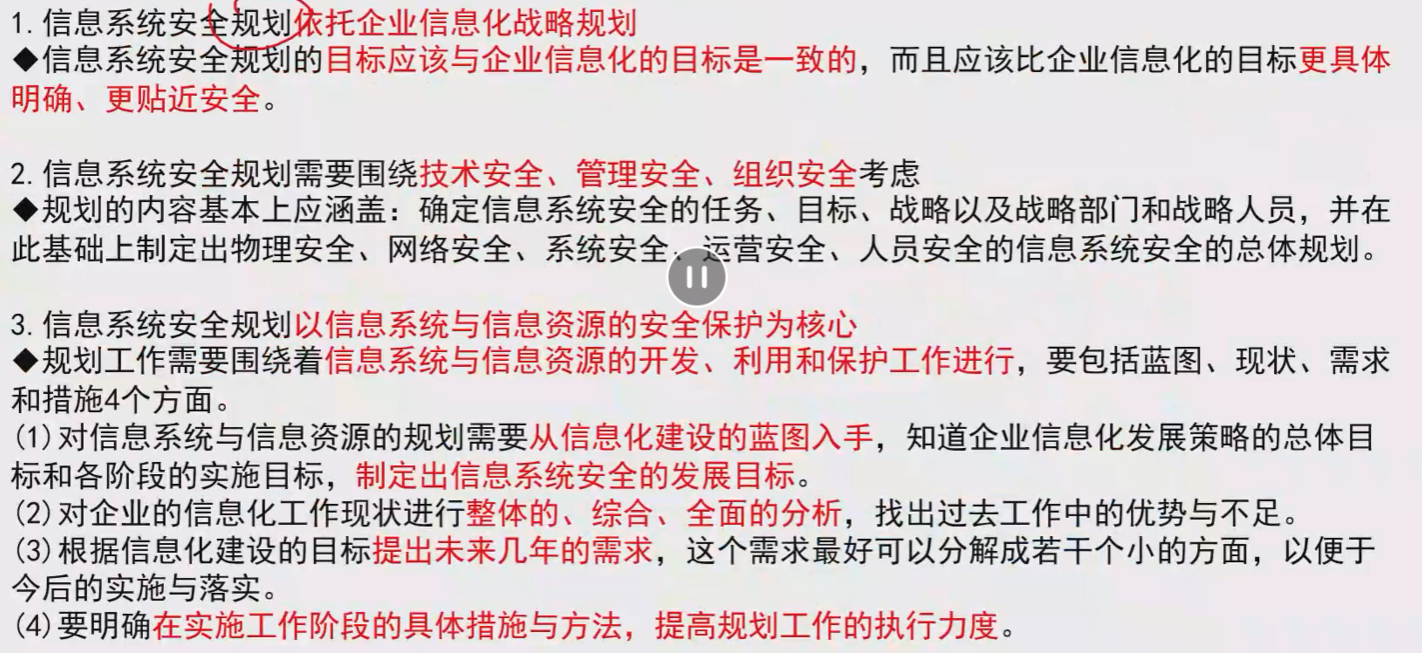 1.信息系统安全规划依托企业信息化战略规划
◆信息系统安全规划的目标应该与企业信息化的目标是一致的，而且应该比企业信息化的目标更具体
明确、更贴近安全。
2.信息系统安全规划需要围绕技术安全、管理安全、组织安全考虑
◆规划的内容基本上应涵盖：确定信息系统安全的任务、目标、战略以及战略部门和战略人员，并在
此基础上制定出物理安全、网络安全、系统安全、运营安全、人员安全的信息系统安全的总体规划。
3.信息系统安全规划以信息系统与信息资源的安全保护为核心
◆规划工作需要围绕着信息系统与信息资源的开发、利用和保护工作进行，要包括蓝图、现状、需求
和措施4个方面。
(1)对信息系统与信息资源的规划需要从信息化建设的蓝图入手，知道企业信息化发展策略的总体目
标和各阶段的实施目标，制定出信息系统安全的发展目标。
(2)对企业的信息化工作现状进行整体的、综合、全面的分析，找出过去工作中的优势与不足。
(3)根据信息化建设的目标提出未来几年的需求，这个需求最好可以分解成若干个小的方面，以便于
今后的实施与落实。
(4)要明确在实施工作阶段的具体措施与方法，提高规划工作的执行力度。